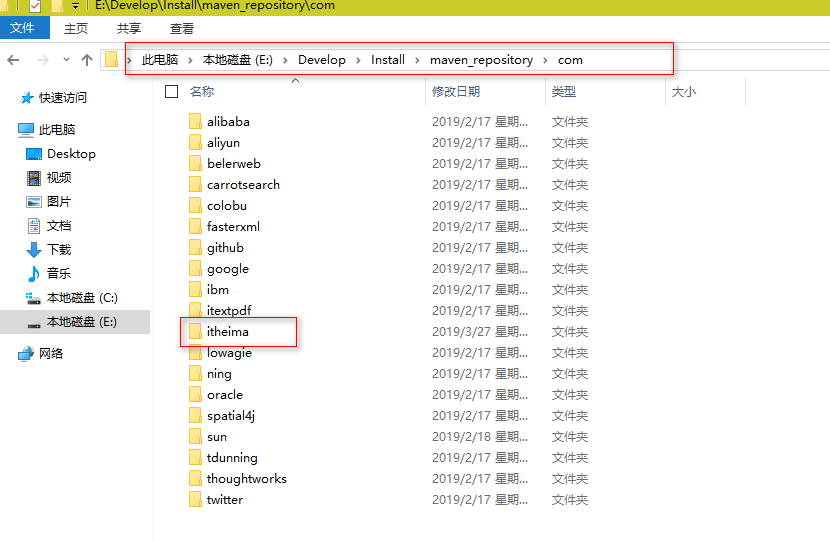 E:\Develop\Install\maven_repository\com
文件 主页 共享 查看
此电脑 本地磁盘 (E:) Develop Install maven_repository com
名称 修改日期 类型 大小
快速访问
此电脑
Desktop
视频
图片
文档
下载
音乐
本地磁盘 (C:)
本地磁盘 (E:)
网络
alibaba 2019/2/17 星期... 文件夹
aliyun 2019/2/17 星期... 文件夹
belerweb 2019/2/17 星期... 文件夹
carrotsearch 2019/2/17 星期... 文件夹
colobu 2019/2/17 星期... 文件夹
fasterxml 2019/2/17 星期... 文件夹
github 2019/2/17 星期... 文件夹
google 2019/2/17 星期... 文件夹
ibm 2019/2/17 星期... 文件夹
itextpdf 2019/2/17 星期... 文件夹
itheima 2019/3/27 星期... 文件夹
lowagie 2019/2/17 星期... 文件夹
ning 2019/2/17 星期... 文件夹
oracle 2019/2/17 星期... 文件夹
spatial4j 2019/2/17 星期... 文件夹
sun 2019/2/18 星期... 文件夹
tdunning 2019/2/17 星期... 文件夹
thoughtworks 2019/2/17 星期... 文件夹
twitter 2019/2/17 星期... 文件夹